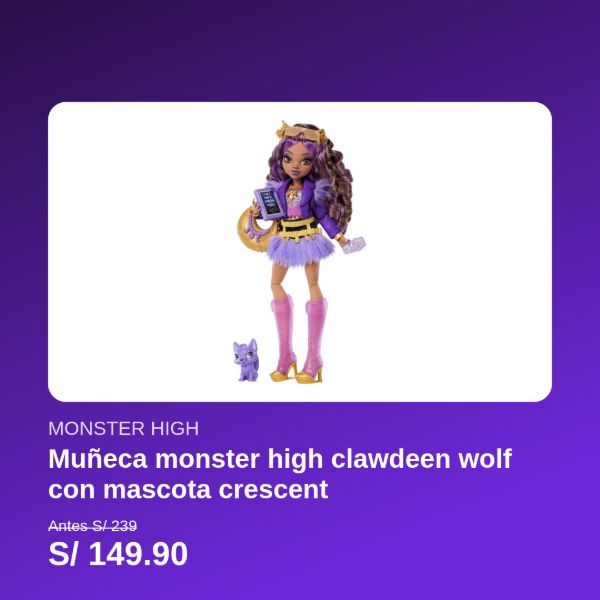 MONSTER HIGH
Muñeca monster high clawdeen wolf
con mascota crescent
Antes S/ 239
S/ 149.90